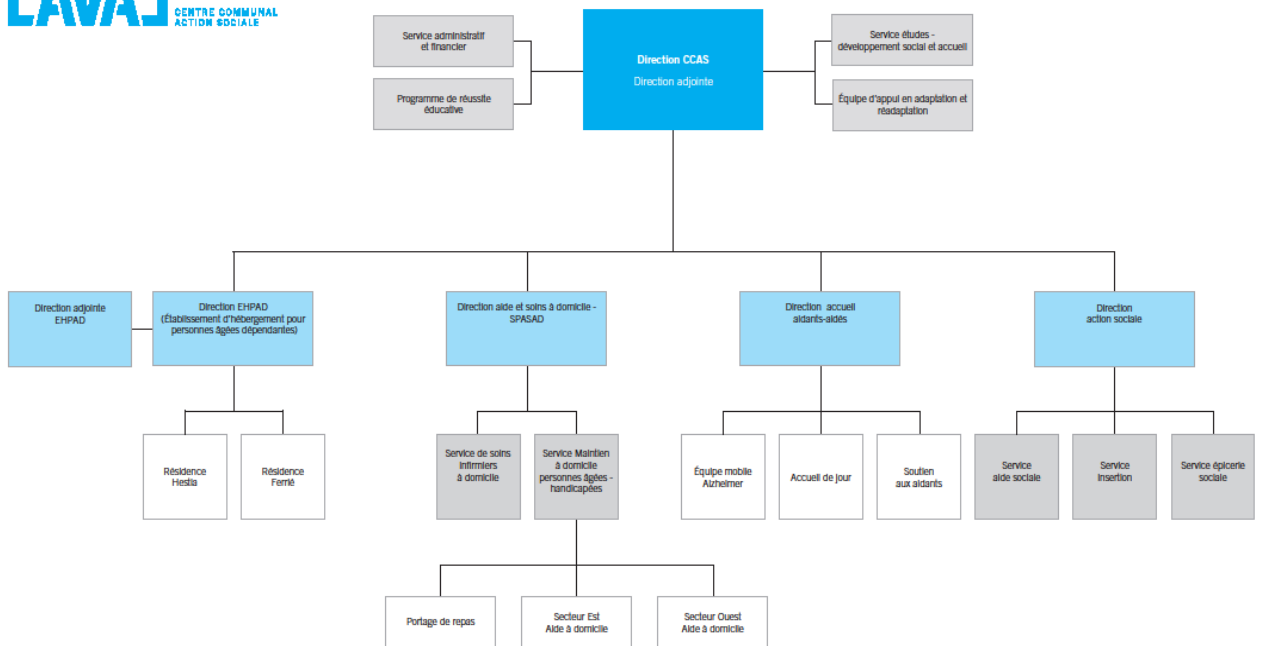 LAVAL
CENTRE COMMUNAL
ACTION SOCIALE
Service administratif
et financier
Programme de réussite
éducative
Direction CCAS
Direction adjointe
Service études -
développement social et accueil
Équipe d'appui en adaptation et
réadaptation
Direction adjointe
EHPAD
Direction EHPAD
(Établissement d'hébergement pour
personnes âgées dépendantes)
Direction aide et soins à domicile -
SPASAD
Direction accueil
aidants-aidés
Direction
action sociale
Résidence
Hestia
Résidence
Ferrié
Service de soins
infirmiers
à domicile
Service Maintien
à domicile
personnes âgées -
handicapées
Équipe mobile
Alzheimer
Accueil de jour
Soutien
aux aidants
Service
aide sociale
Service
insertion
Service épicerie
sociale
Portage de repas
Secteur Est
Aide à domicile
Secteur Ouest
Aide à domicile